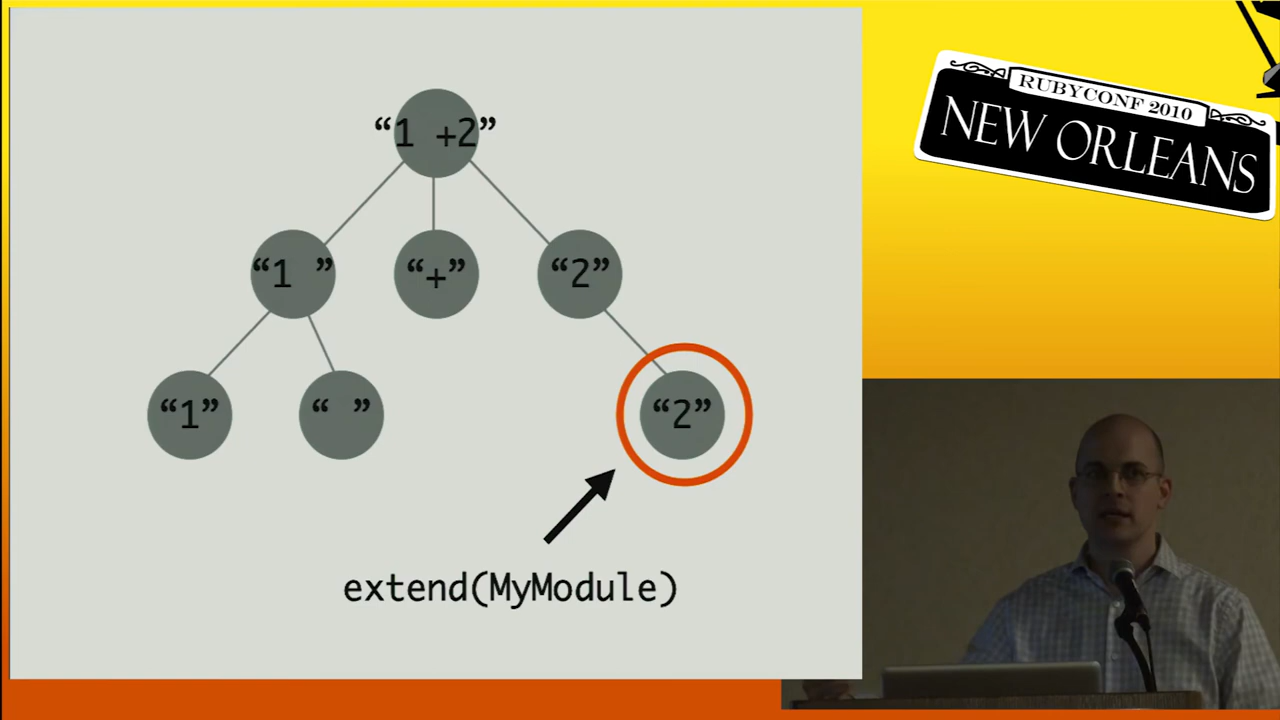 “1 +2”
“1 ”
“+”
“2”
“1”
“ ”
“2”
extend(MyModule)
RUBYCONF 2010
NEW ORLEANS